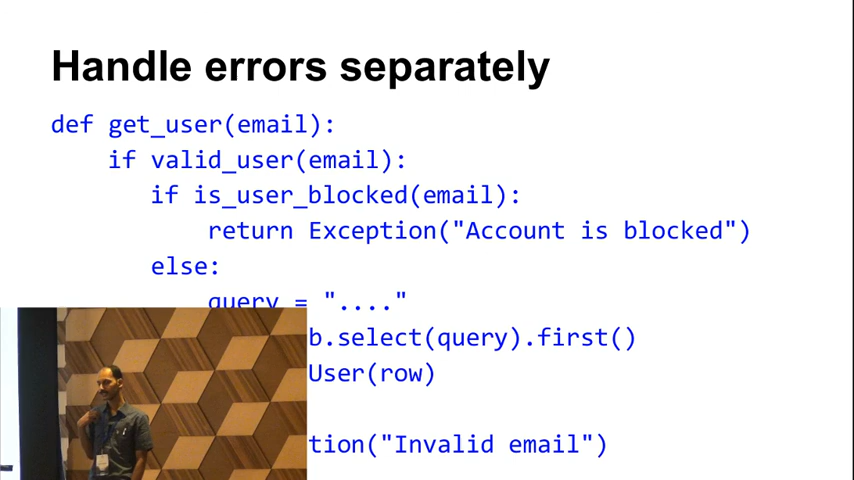 Handle errors separately
def get_user(email):
if valid_user(email):
if is_user_blocked(email):
return Exception("Account is blocked")
else:
query = "...."
b.select(query).first()
User(row)
tion("Invalid email")